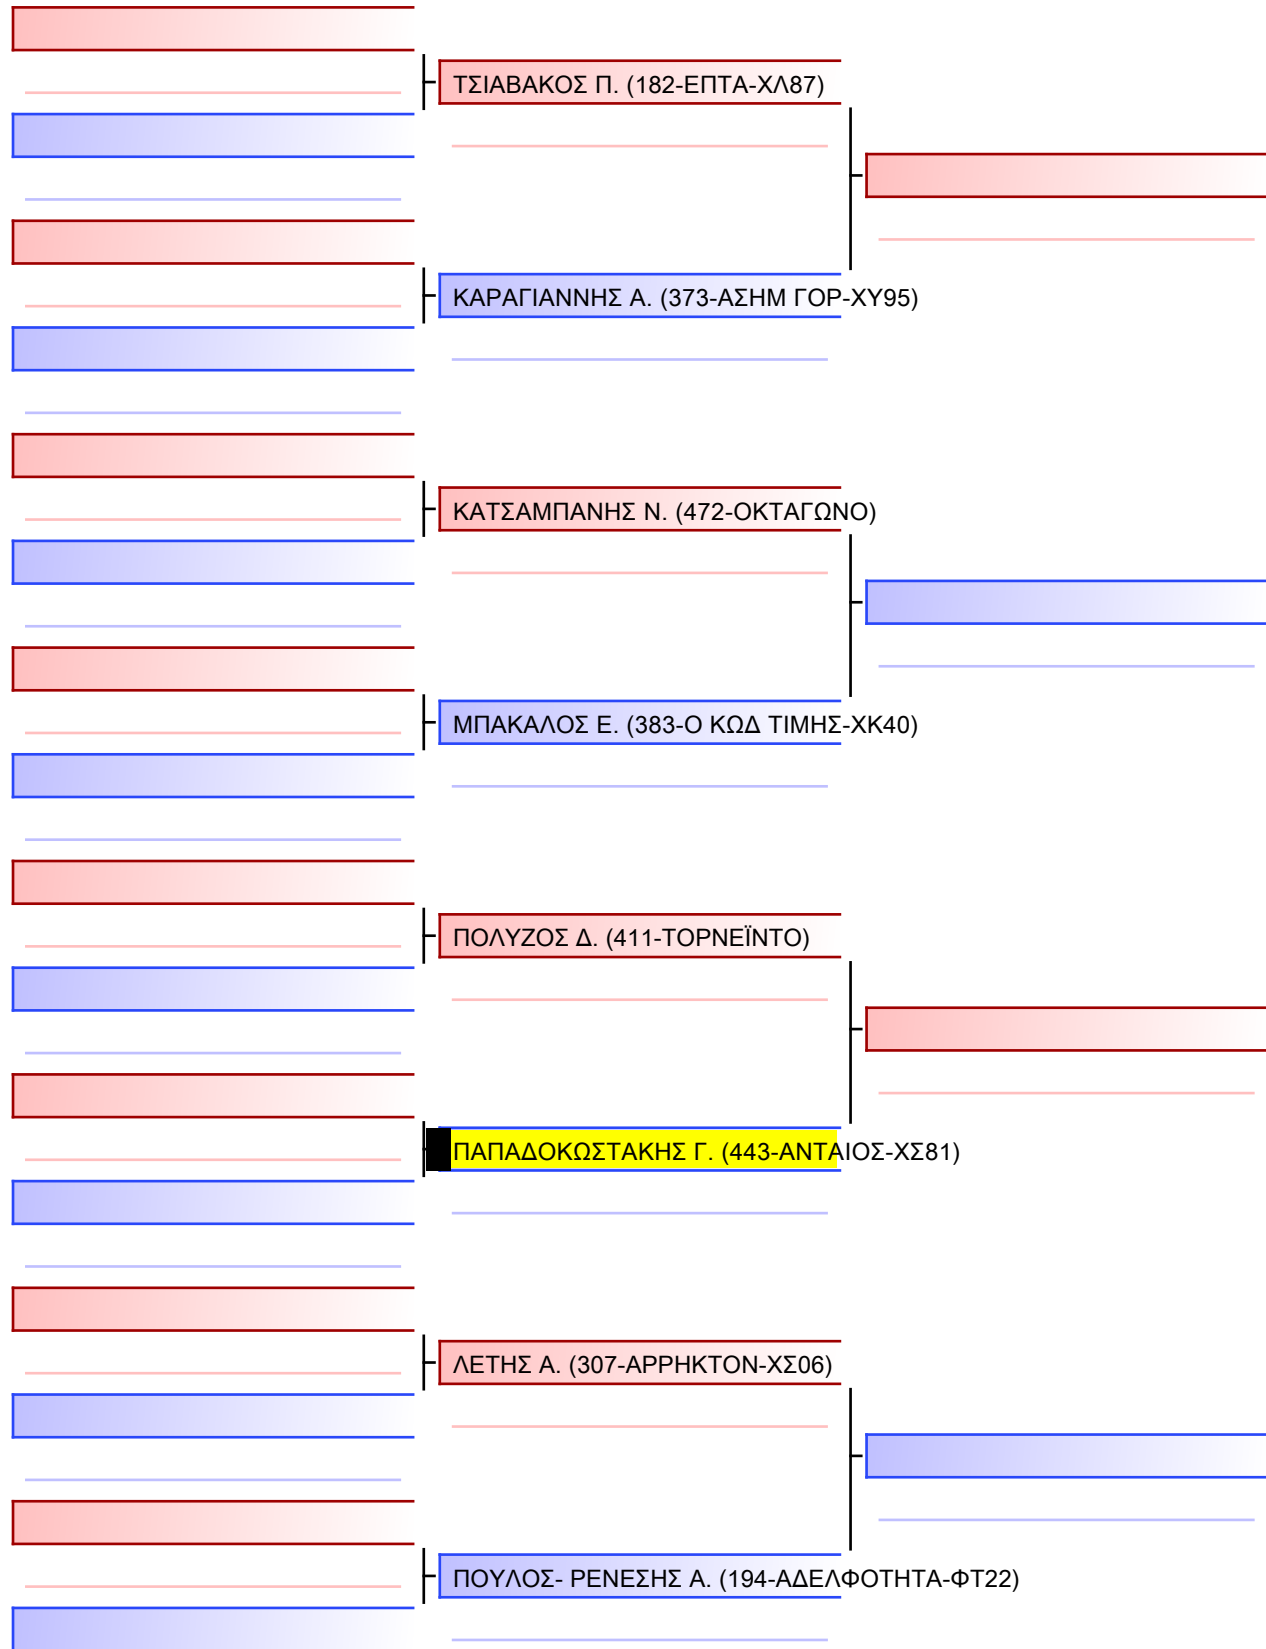 ΤΣΙΑΒΑΚΟΣ Π. (182-ΕΠΤΑ-ΧΛ87)
ΚΑΡΑΓΙΑΝΝΗΣ Α. (373-ΑΣΗΜ ΓΟΡ-ΧΥ95)
ΚΑΤΣΑΜΠΑΝΗΣ Ν. (472-ΟΚΤΑΓΩΝΟ)
ΜΠΑΚΑΛΟΣ Ε. (383-Ο ΚΩΔ ΤΙΜΗΣ-ΧΚ40)
ΠΟΛΥΖΟΣ Δ. (411-ΤΟΡΝΕΪΝΤΟ)
ΠΑΠΑΔΟΚΩΣΤΑΚΗΣ Γ. (443-ΑΝΤΑΙΟΣ-ΧΣ81)
ΛΕΤΗΣ Α. (307-ΑΡΡΗΚΤΟΝ-ΧΣ06)
ΠΟΥΛΟΣ- ΡΕΝΕΣΗΣ Α. (194-ΑΔΕΛΦΟΤΗΤΑ-ΦΤ22)